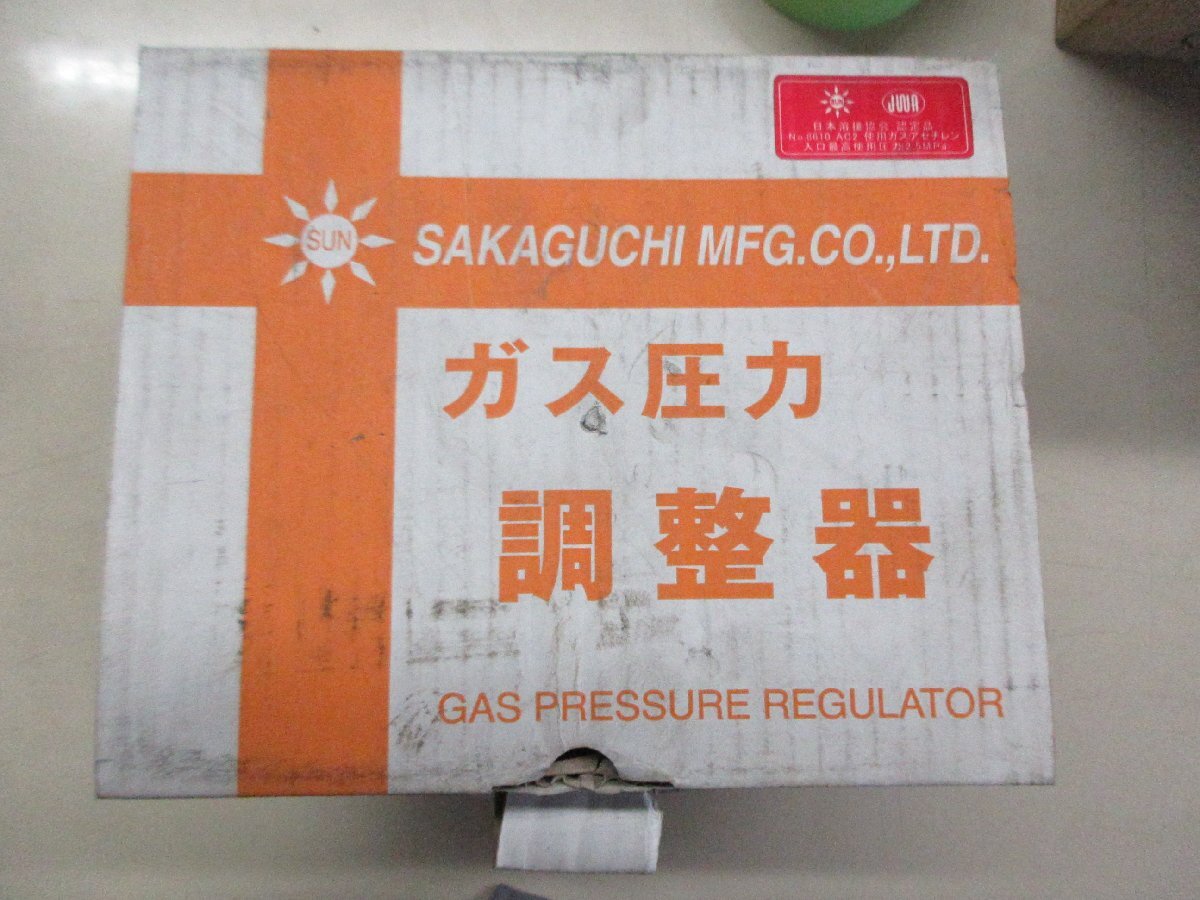 SUN JWA
日本溶接協会 認定品
No.8610 AC2 使用ガスアセチレン
入口最高使用圧力2.5MPa
SUN
SAKAGUCHI MFG.CO.,LTD.
ガス圧力
調整器
GAS PRESSURE REGULATOR